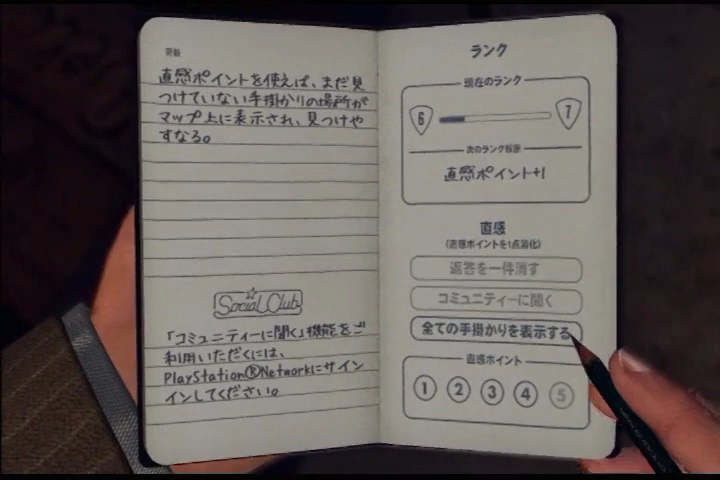 直感ポイントを使えば、まだ見
つけていない手掛かりの場所が
マップ上に表示され、見つけや
すなる。
Social Club
「コミュニティーに聞く」機能をご
利用いただくには、
PlayStation®Networkにサイン
インしてください。
ランク
現在のランク
6
7
次のランク報酬
直感ポイント+1
直感
(直感ポイントを1点消化)
返答を一件消す
コミュニティーに聞く
全ての手掛かりを表示する
直感ポイント
1 2 3 4 5